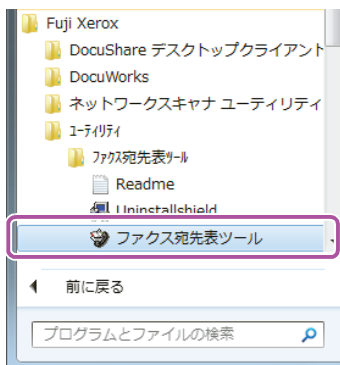 Fuji Xerox
DocuShare デスクトップクライアント
DocuWorks
ネットワークスキャナ ユーティリティ
ﾕｰﾃｨﾘﾃｨ
ﾌｧｸｽ宛先表ﾂｰﾙ
Readme
Uninstallshield
ファクス宛先表ツール
前に戻る
プログラムとファイルの検索